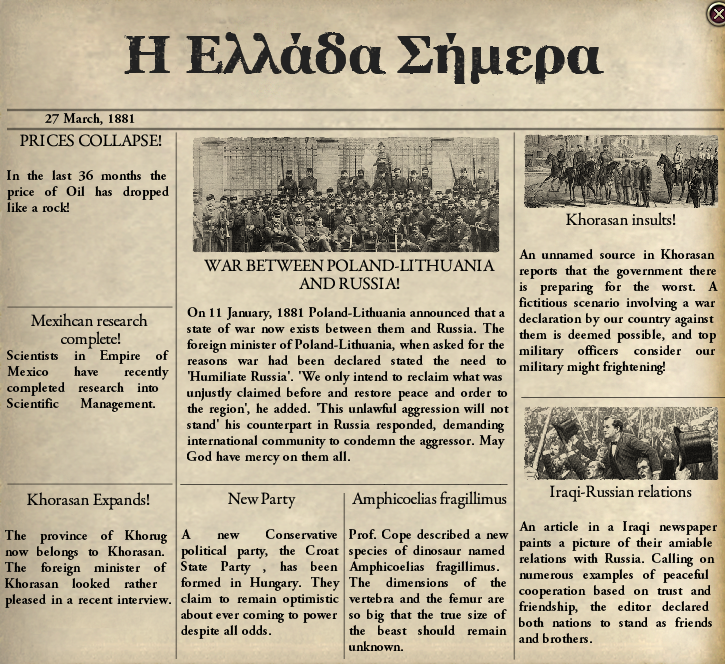 Η Ελλάδα Σήμερα
27 March, 1881
PRICES COLLAPSE!
In the last 36 months the
price of Oil has dropped
like a rock!
Mexihcan research
complete!
Scientists in Empire of
Mexico have recently
completed research into
Scientific Management.
Khorasan Expands!
The province of Khorug
now belongs to Khorasan.
The foreign minister of
Khorasan looked rather
pleased in a recent interview.
WAR BETWEEN POLAND-LITHUANIA
AND RUSSIA!
On 11 January, 1881 Poland-Lithuania announced that a
state of war now exists between them and Russia. The
foreign minister of Poland-Lithuania, when asked for the
reasons war had been declared stated the need to
'Humiliate Russia'. 'We only intend to reclaim what was
unjustly claimed before and restore peace and order to
the region', he added. 'This unlawful aggression will not
stand' his counterpart in Russia responded, demanding
international community to condemn the aggressor. May
God have mercy on them all.
New Party
A new Conservative
political party, the Croat
State Party , has been
formed in Hungary. They
claim to remain optimistic
about ever coming to power
despite all odds.
Amphicoelias fragillimus
Prof. Cope described a new
species of dinosaur named
Amphicoelias fragillimus.
The dimensions of the
vertebra and the femur are
so big that the true size of
the beast should remain
unknown.
Khorasan insults!
An unnamed source in Khorasan
reports that the government there
is preparing for the worst. A
fictitious scenario involving a war
declaration by our country against
them is deemed possible, and top
military officers consider our
military might frightening!
Iraqi-Russian relations
An article in a Iraqi newspaper
paints a picture of their amiable
relations with Russia. Calling on
numerous examples of peaceful
cooperation based on trust and
friendship, the editor declared
both nations to stand as friends
and brothers.